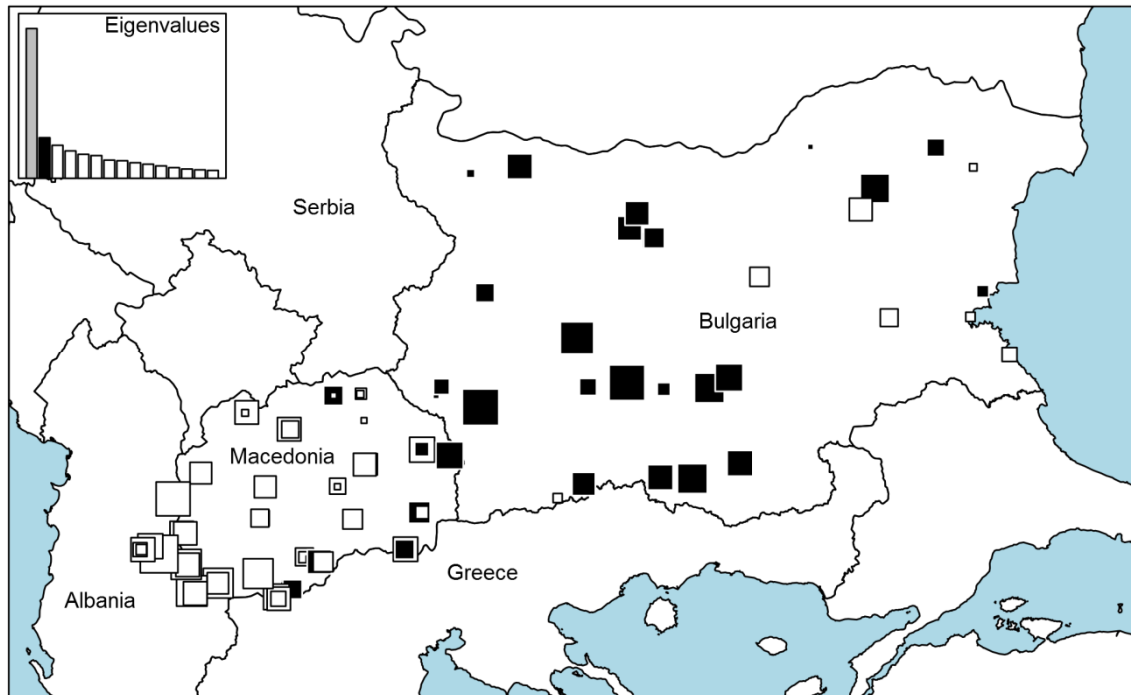 Eigenvalues
Serbia
Bulgaria
Macedonia
Greece
Albania